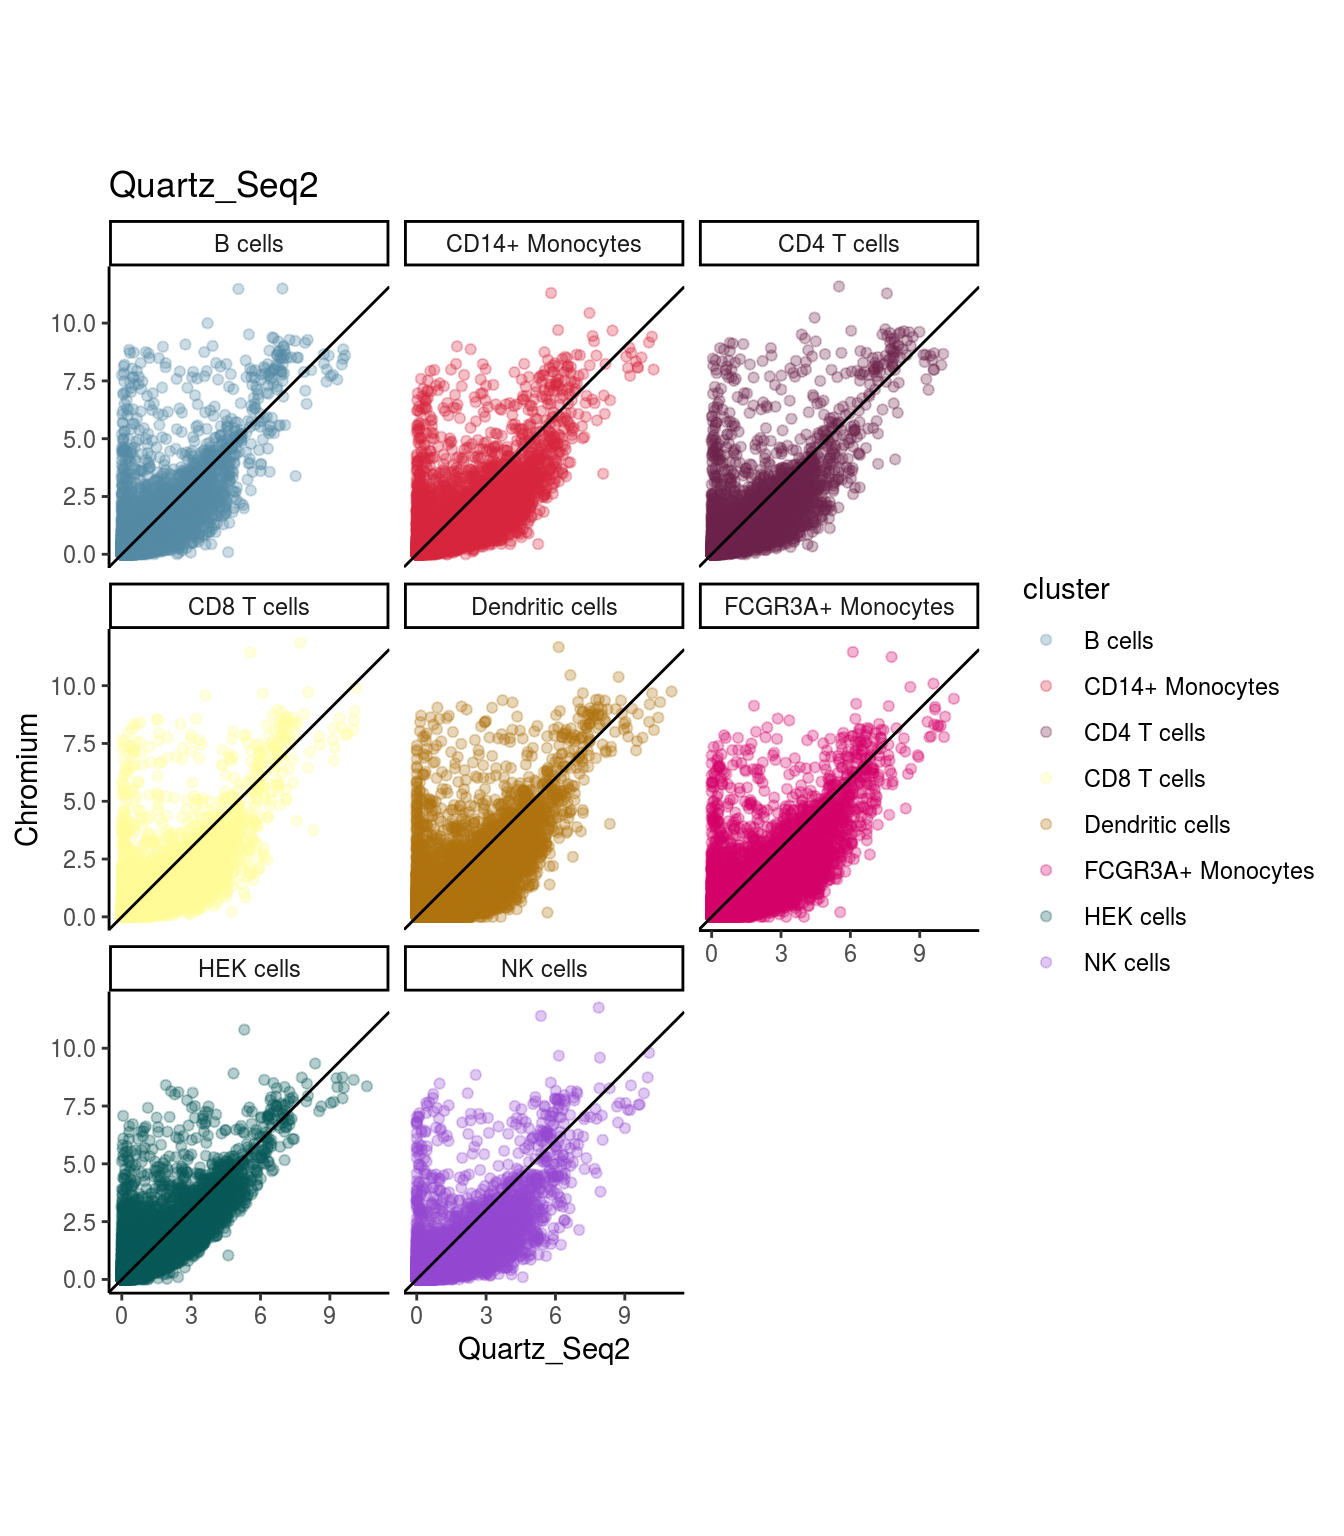 Quartz_Seq2
B cells
CD14+ Monocytes
CD4 T cells
10.0
7.5
5.0
2.5
0.0
CD8 T cells
Dendritic cells
FCGR3A+ Monocytes
10.0
7.5
5.0
2.5
0.0
0 3 6 9
HEK cells
NK cells
10.0
7.5
5.0
2.5
0.0
0 3 6 9
0 3 6 9
Chromium
Quartz_Seq2
cluster
B cells
CD14+ Monocytes
CD4 T cells
CD8 T cells
Dendritic cells
FCGR3A+ Monocytes
HEK cells
NK cells